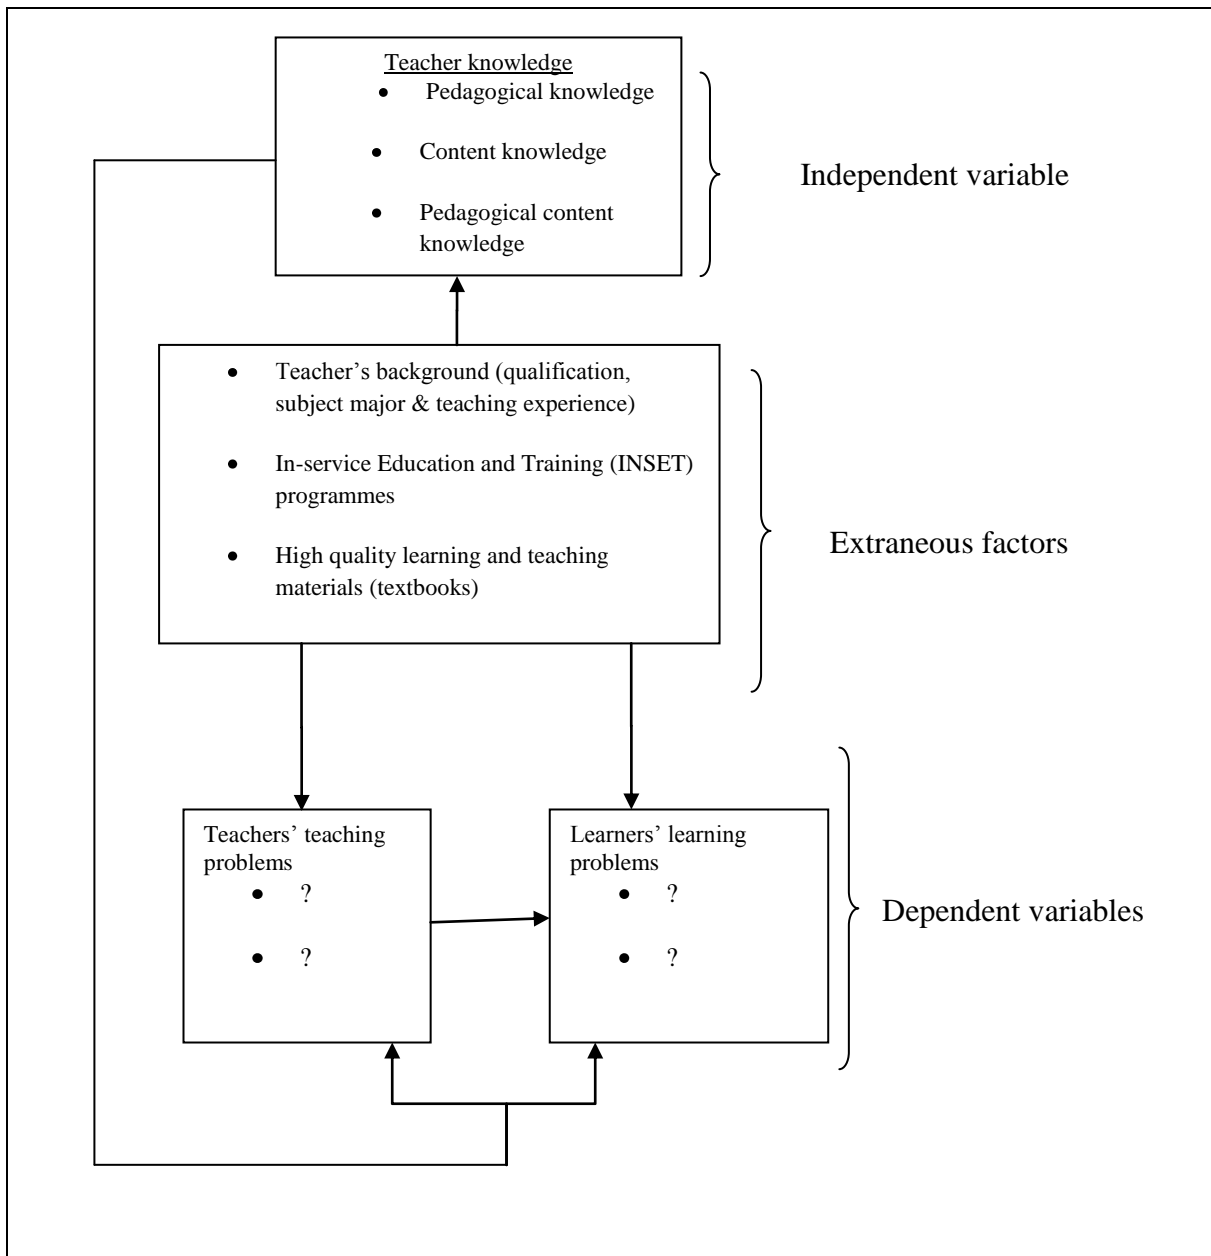 Teacher knowledge
• Pedagogical knowledge
• Content knowledge
• Pedagogical content
knowledge
Independent variable
• Teacher’s background (qualification,
subject major & teaching experience)
• In-service Education and Training (INSET)
programmes
• High quality learning and teaching
materials (textbooks)
Extraneous factors
Teachers’ teaching
problems
• ?
• ?
Learners’ learning
problems
• ?
• ?
Dependent variables